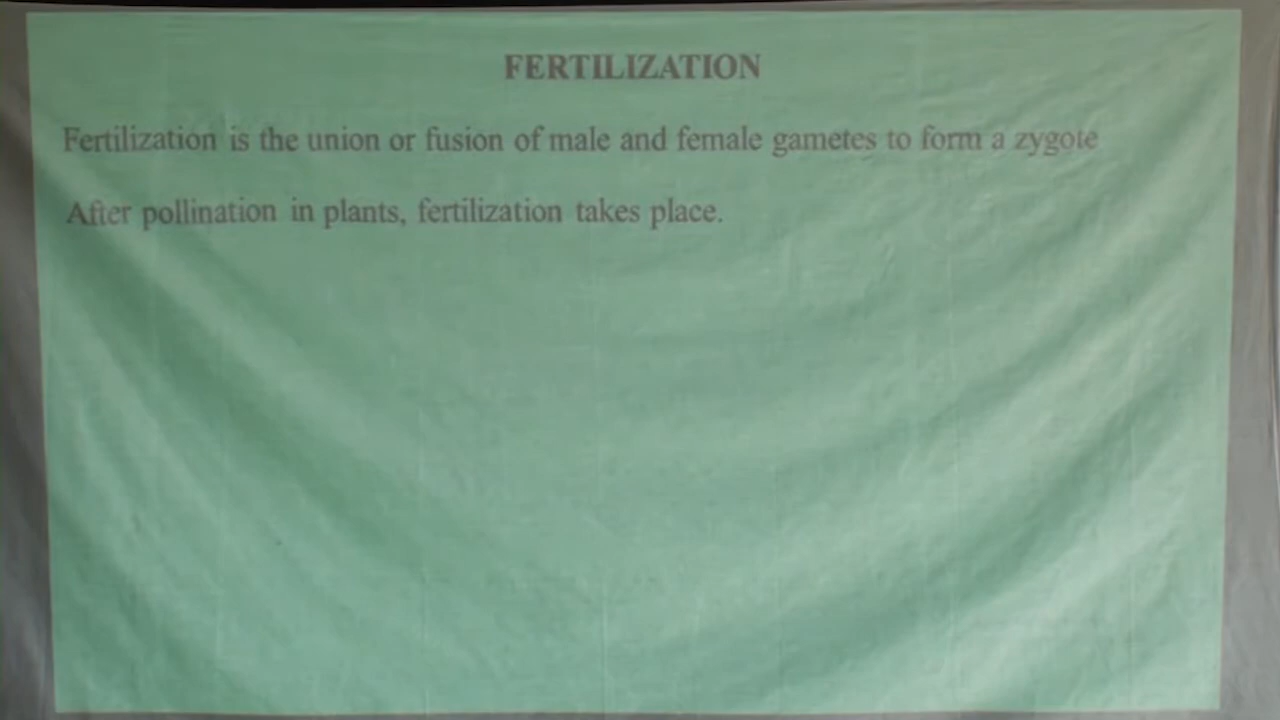 FERTILIZATION
Fertilization is the union or fusion of male and female gametes to form a zygote
After pollination in plants, fertilization takes place.